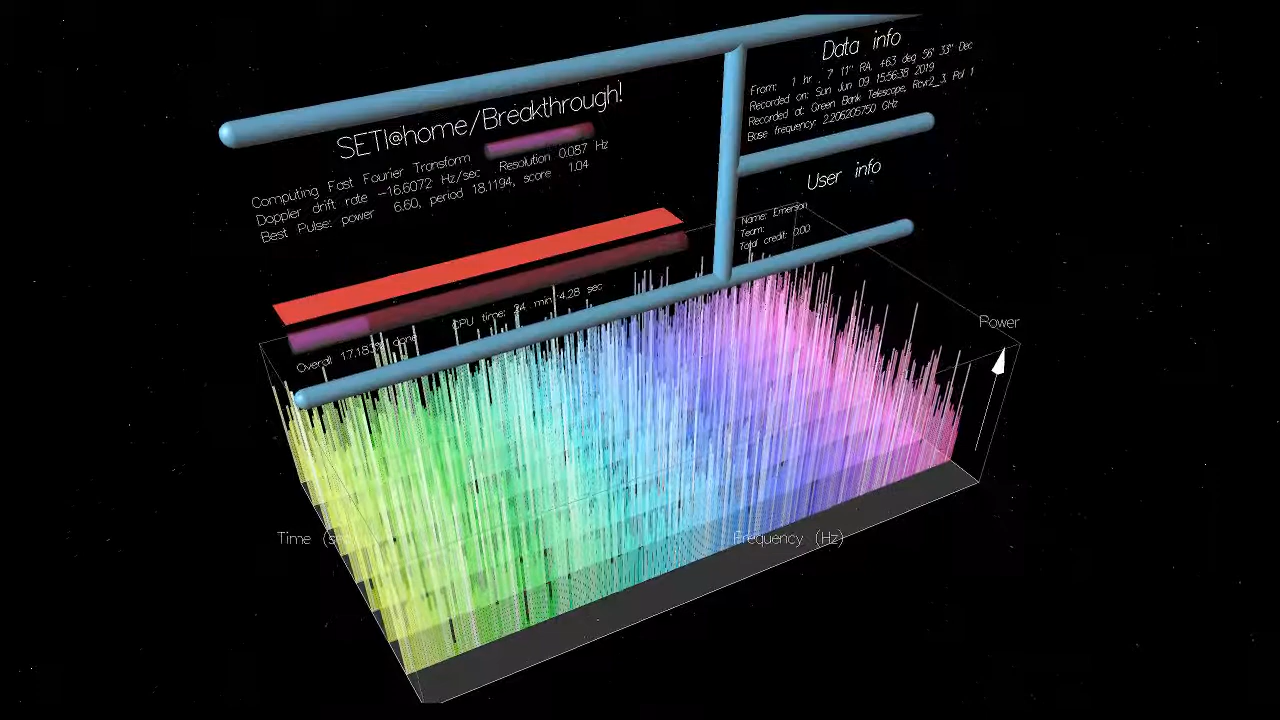 SETI@home/Breakthrough!
Computing Fast Fourier Transform
Doppler drift rate -16.6072 Hz/sec Resolution 0.087 Hz
Best Pulse: power 6.60, period 18.1194, score 1.04
CPU time: 24 min 4.28 sec
Overall done
Data info
From: 1 hr , 7' 11" RA, +63 deg 56' 33" Dec
Recorded on: Sun Jun 09 15:56:38 2019
Recorded at: Green Bank Telescope, Rcvr2_3, Pol 1
Base frequency: 2.206205750 GHz
User info
Name: Emerson
Team:
Total credit: 0.00
Power
Time
Frequency (Hz)